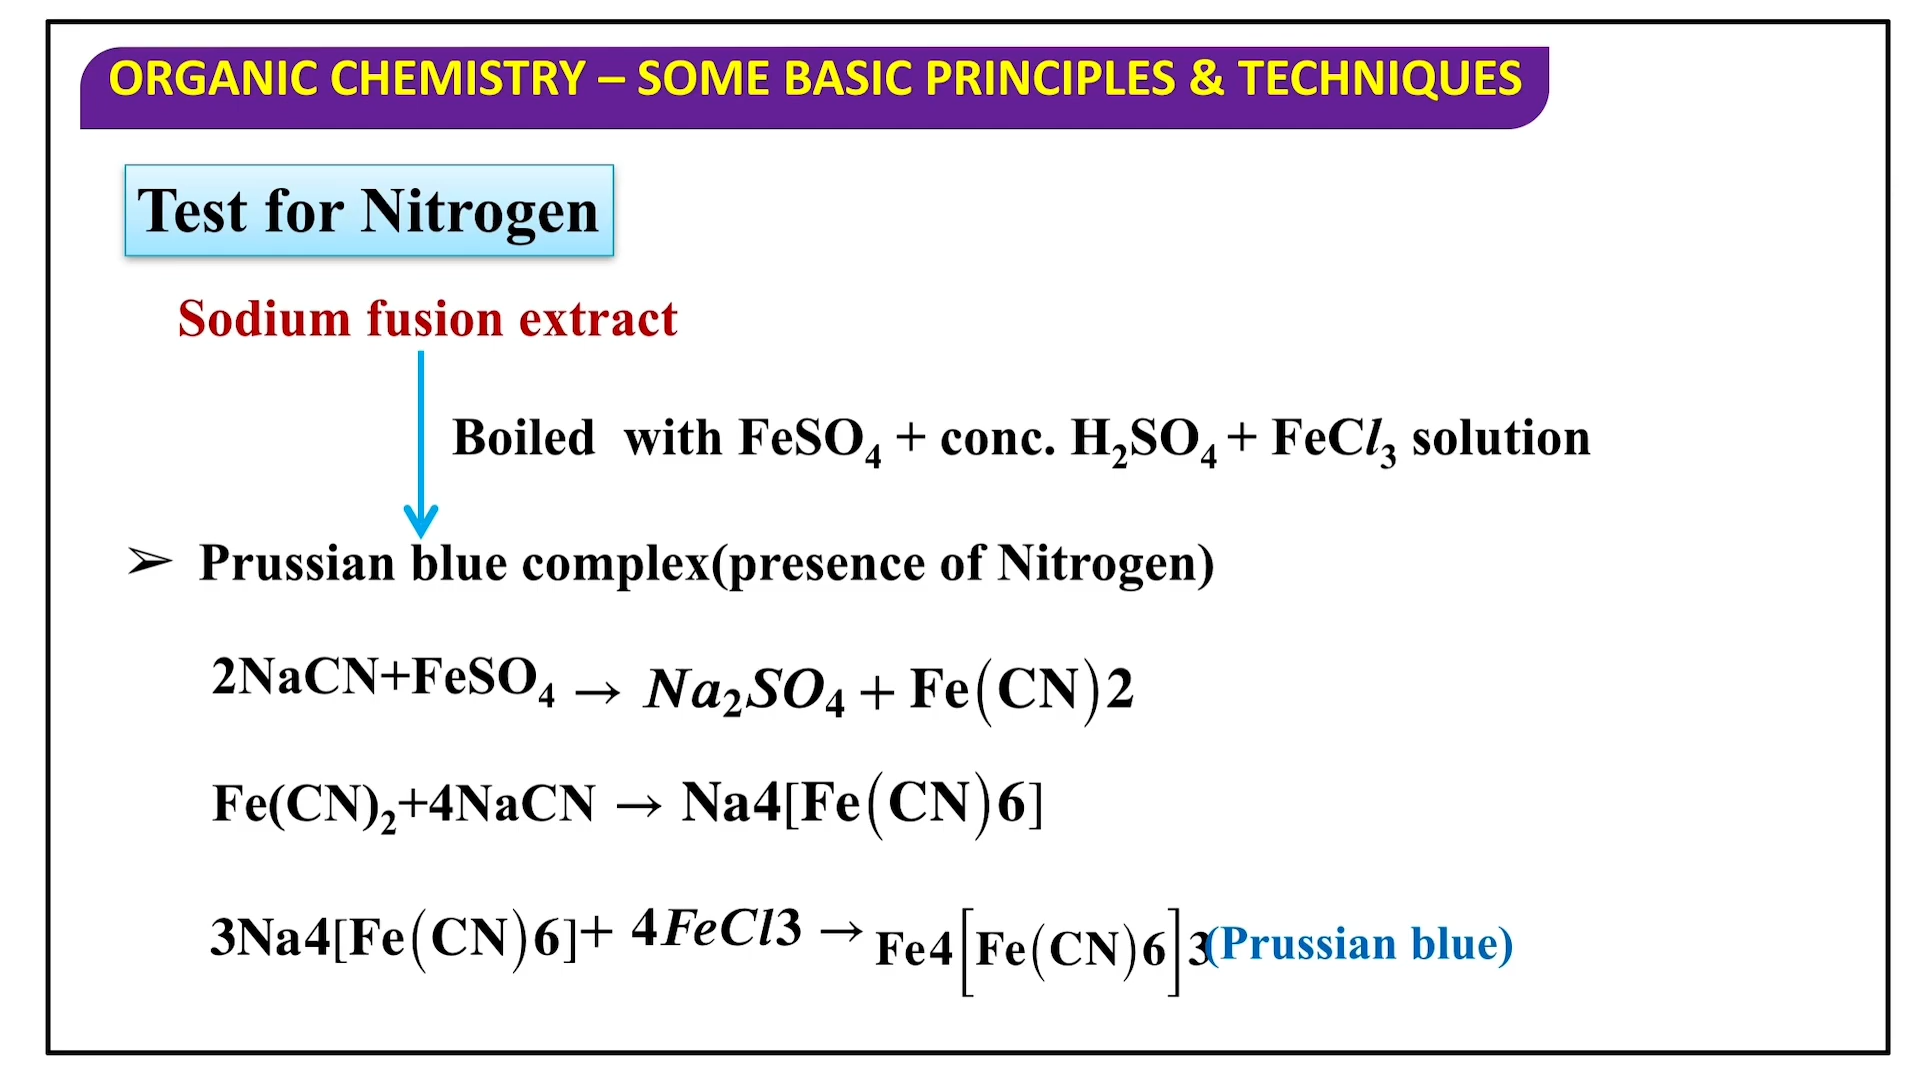 ORGANIC CHEMISTRY – SOME BASIC PRINCIPLES & TECHNIQUES
Test for Nitrogen
Sodium fusion extract
Boiled with FeSO₄ + conc. H₂SO₄ + FeCl₃ solution
➢ Prussian blue complex(presence of Nitrogen)
2NaCN+FeSO₄ → Na₂SO₄ + Fe(CN)2
Fe(CN)₂+4NaCN → Na4[Fe(CN)6]
3Na4[Fe(CN)6]+ 4FeCl3 → Fe4[Fe(CN)6]3(Prussian blue)